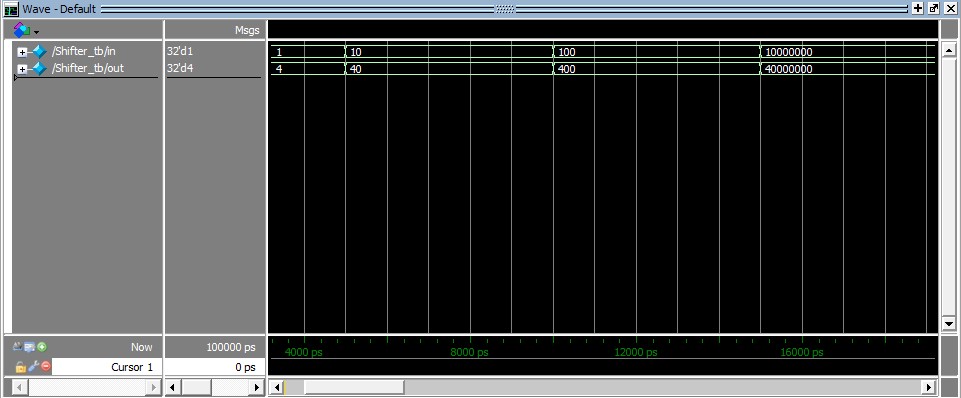 Wave - Default
Msgs
/Shifter_tb/in 32'd1 1 10 100 10000000
/Shifter_tb/out 32'd4 4 40 400 40000000
Now 100000 ps 4000 ps 8000 ps 12000 ps 16000 ps
Cursor 1 0 ps